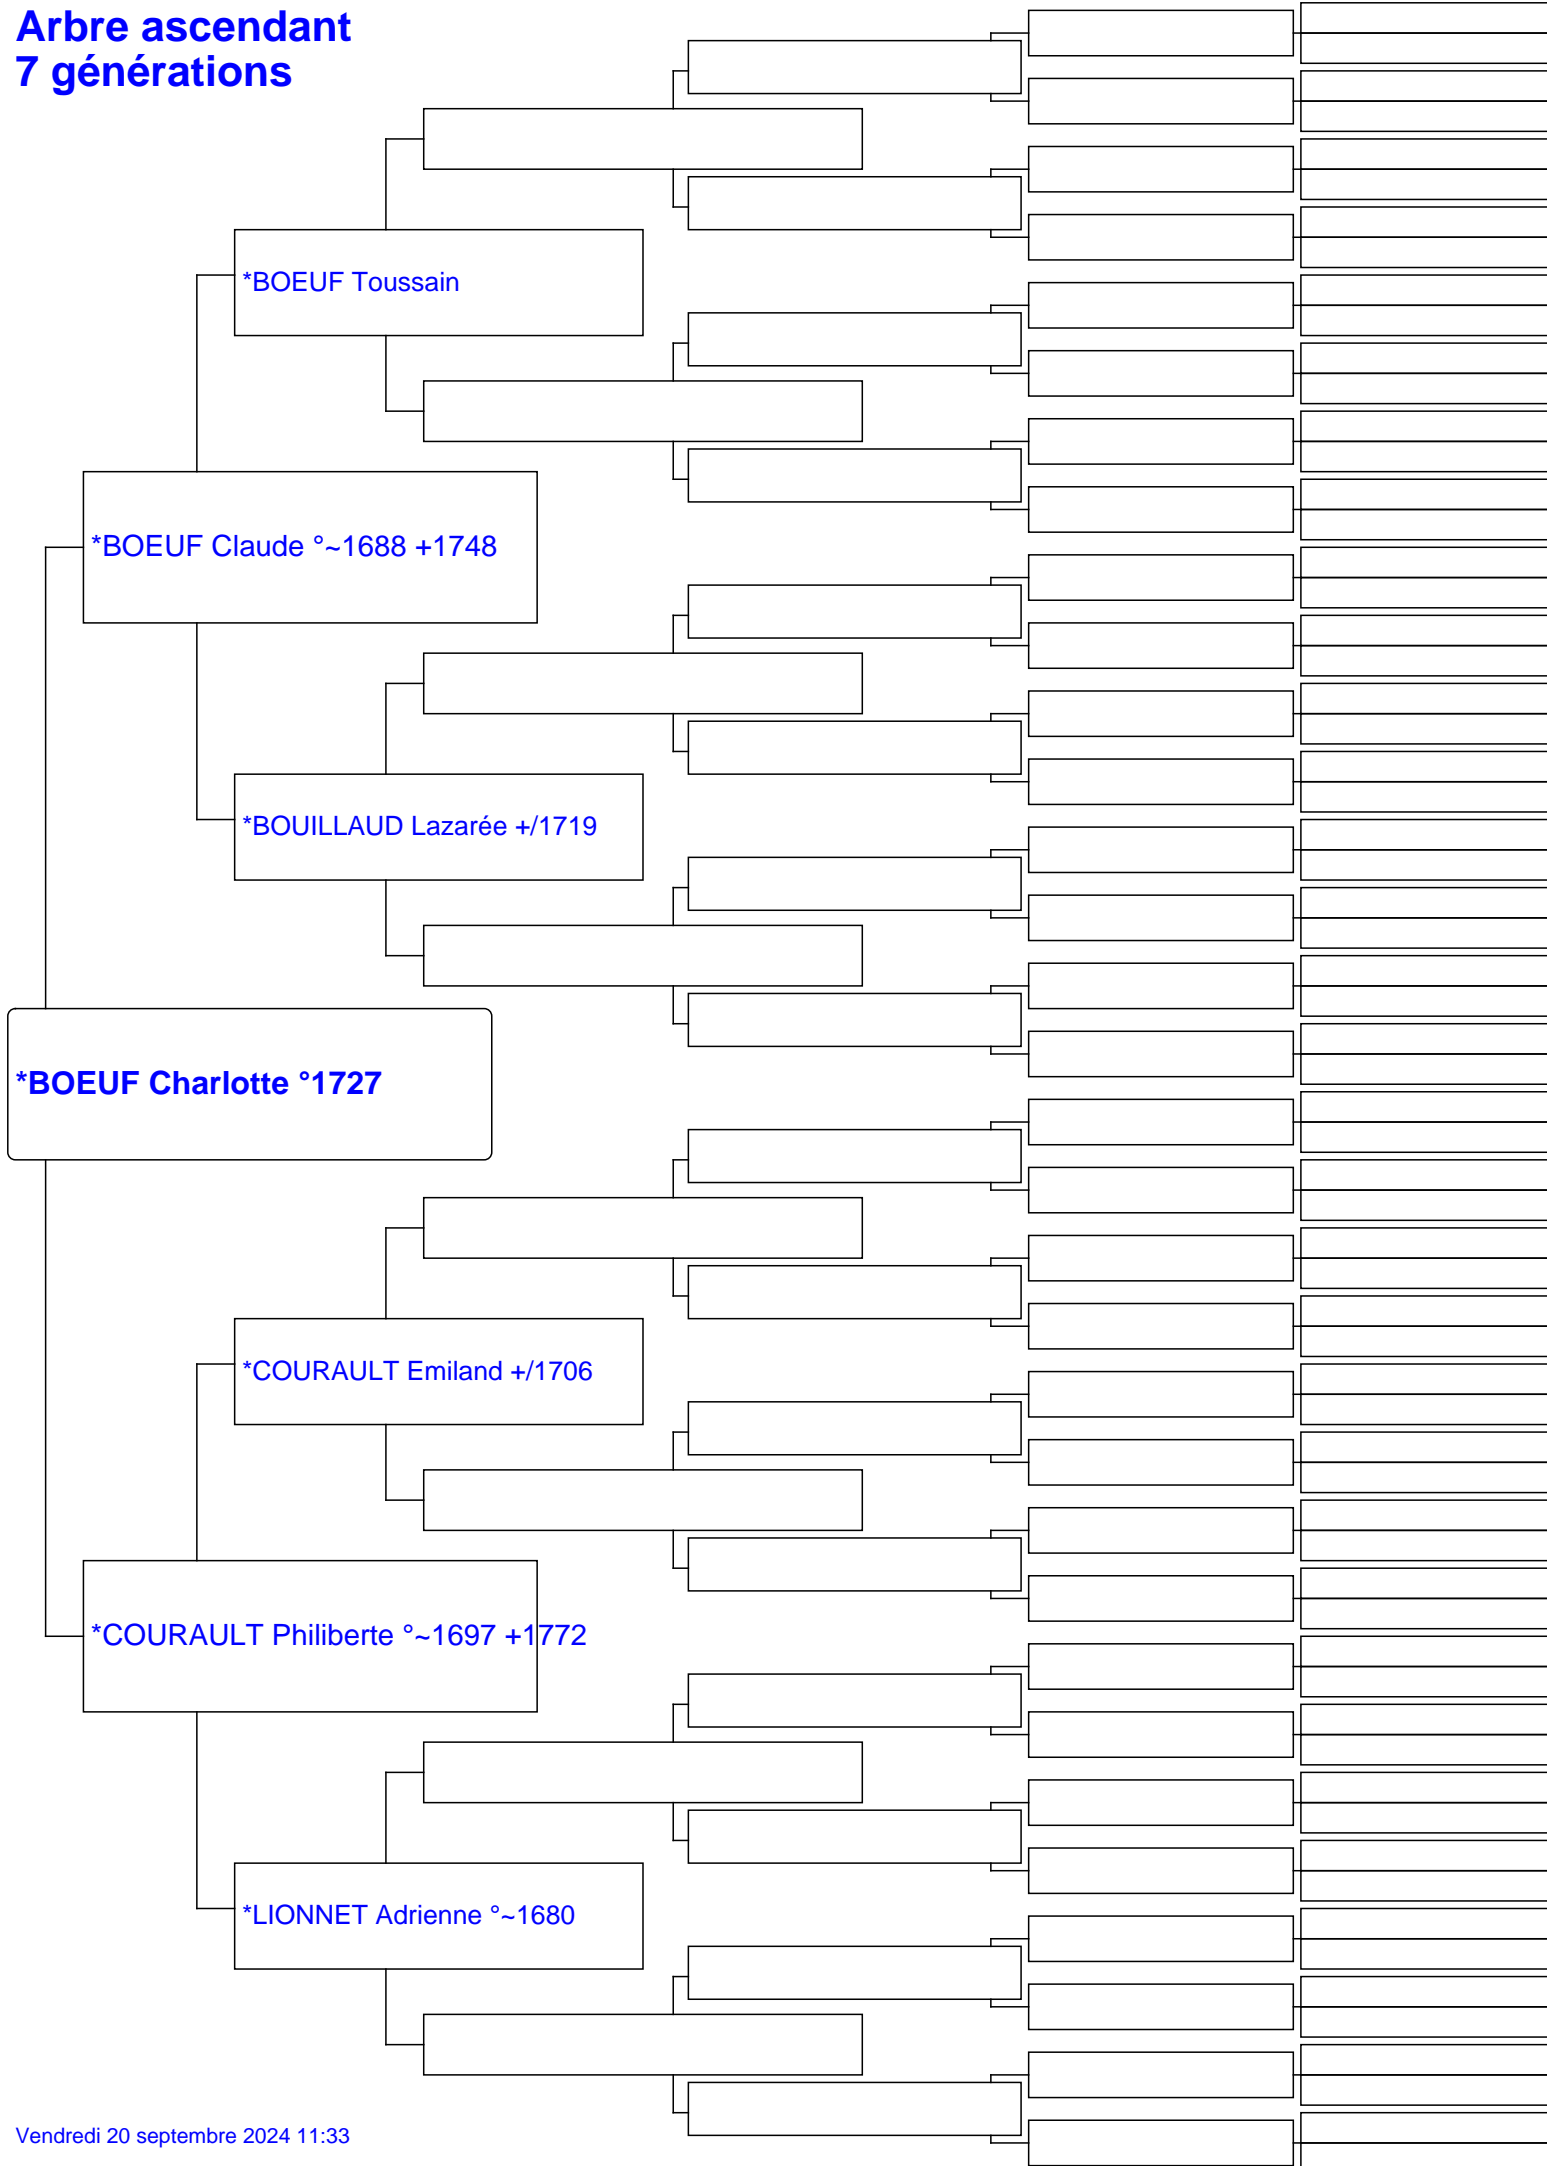 Arbre ascendant
7 générations
*BOEUF Toussain
*BOEUF Claude °~1688 +1748
*BOUILLAUD Lazarée +/1719
*BOEUF Charlotte °1727
*COURAULT Emiland +/1706
*COURAULT Philiberte °~1697 +1772
*LIONNET Adrienne °~1680
Vendredi 20 septembre 2024 11:33